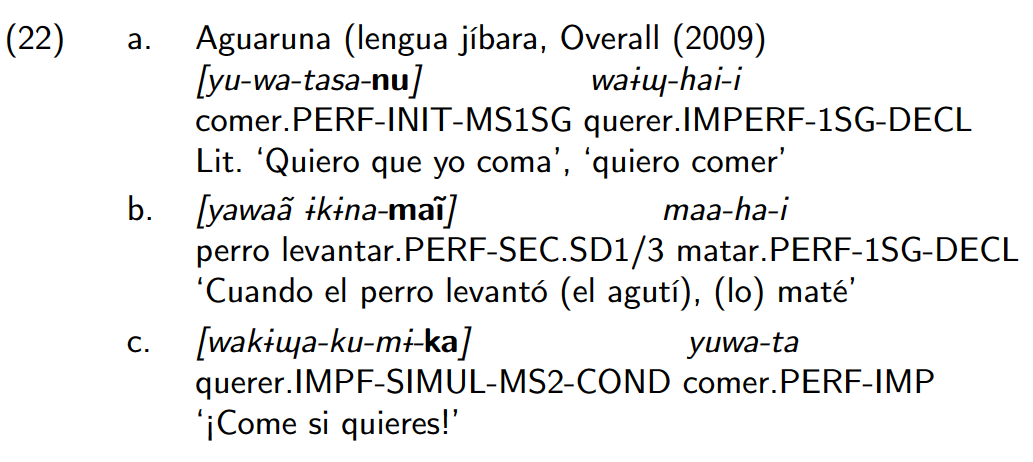 (22) a. Aguaruna (lengua jíbara, Overall (2009)
[yu-wa-tasa-nu] waɨɰ-hai-i
comer.PERF-INIT-MS1SG querer.IMPERF-1SG-DECL
Lit. ‘Quiero que yo coma’, ‘quiero comer’
b. [yawaã ɨkɨna-maĩ] maa-ha-i
perro levantar.PERF-SEC.SD1/3 matar.PERF-1SG-DECL
‘Cuando el perro levantó (el agutí), (lo) maté’
c. [wakɨɰa-ku-mɨ-ka] yuwa-ta
querer.IMPF-SIMUL-MS2-COND comer.PERF-IMP
‘¡Come si quieres!’